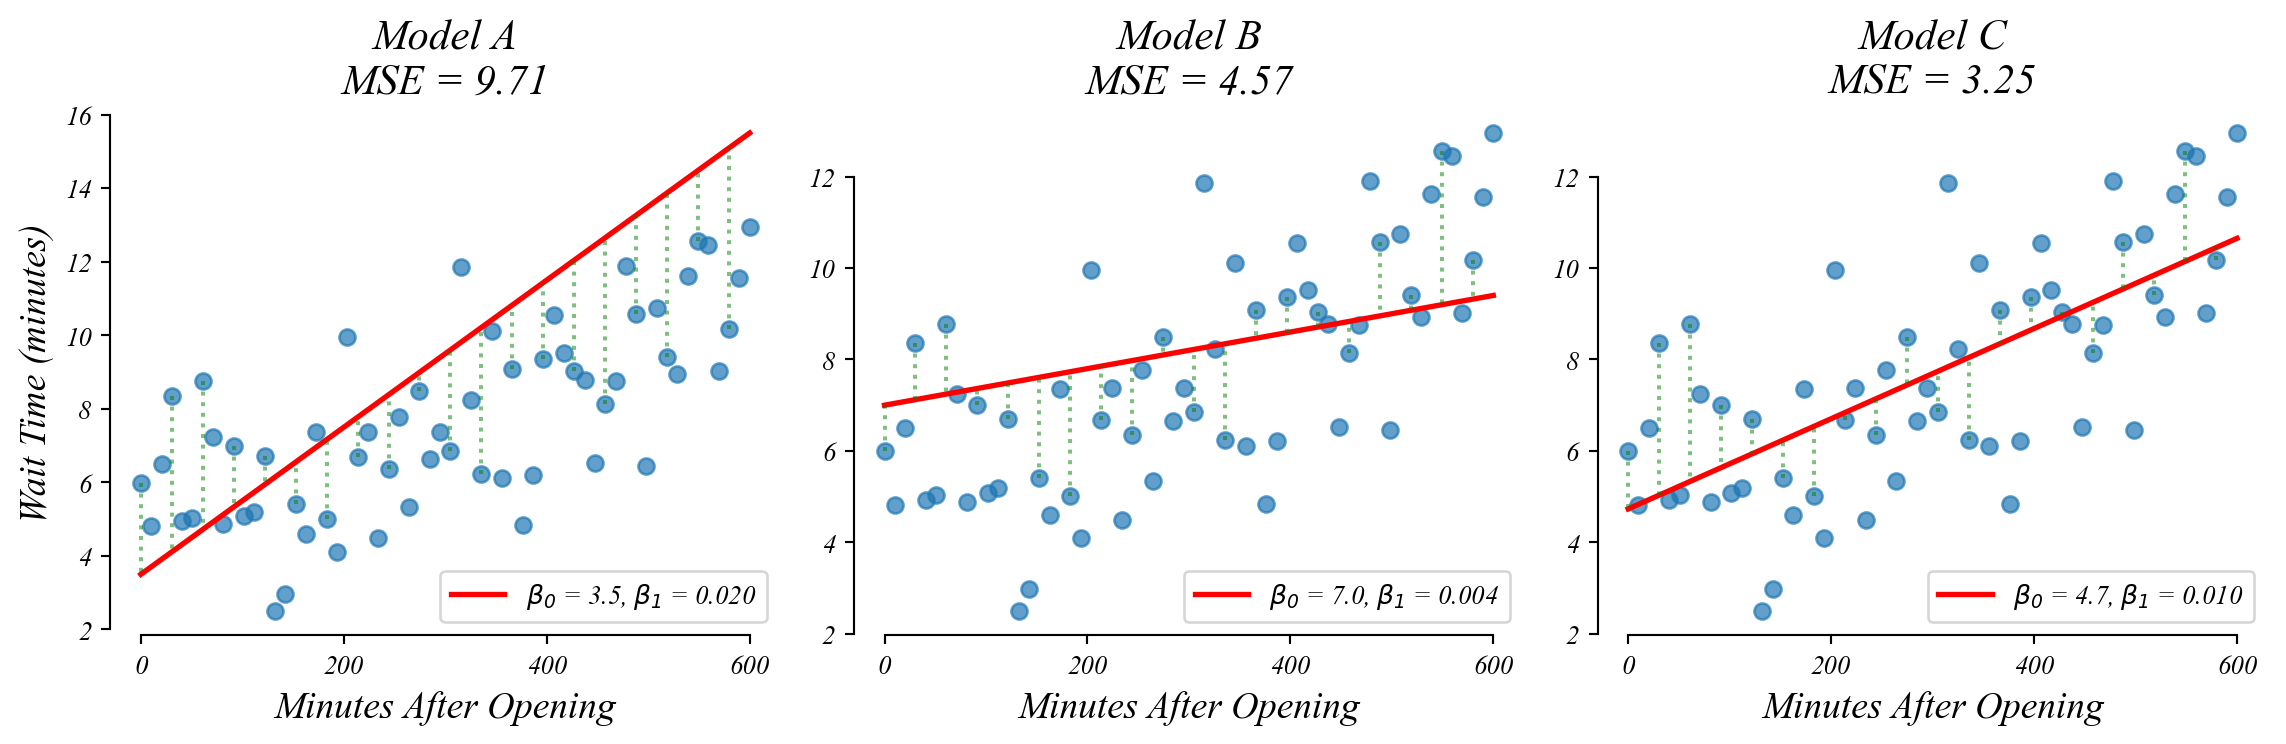 Model A
MSE = 9.71
Model B
MSE = 4.57
Model C
MSE = 3.25
Wait Time (minutes)
16
14
12
10
8
6
4
2
0
200
400
600
Minutes After Opening
β₀ = 3.5, β₁ = 0.020
12
10
8
6
4
2
0
200
400
600
Minutes After Opening
β₀ = 7.0, β₁ = 0.004
12
10
8
6
4
2
0
200
400
600
Minutes After Opening
β₀ = 4.7, β₁ = 0.010